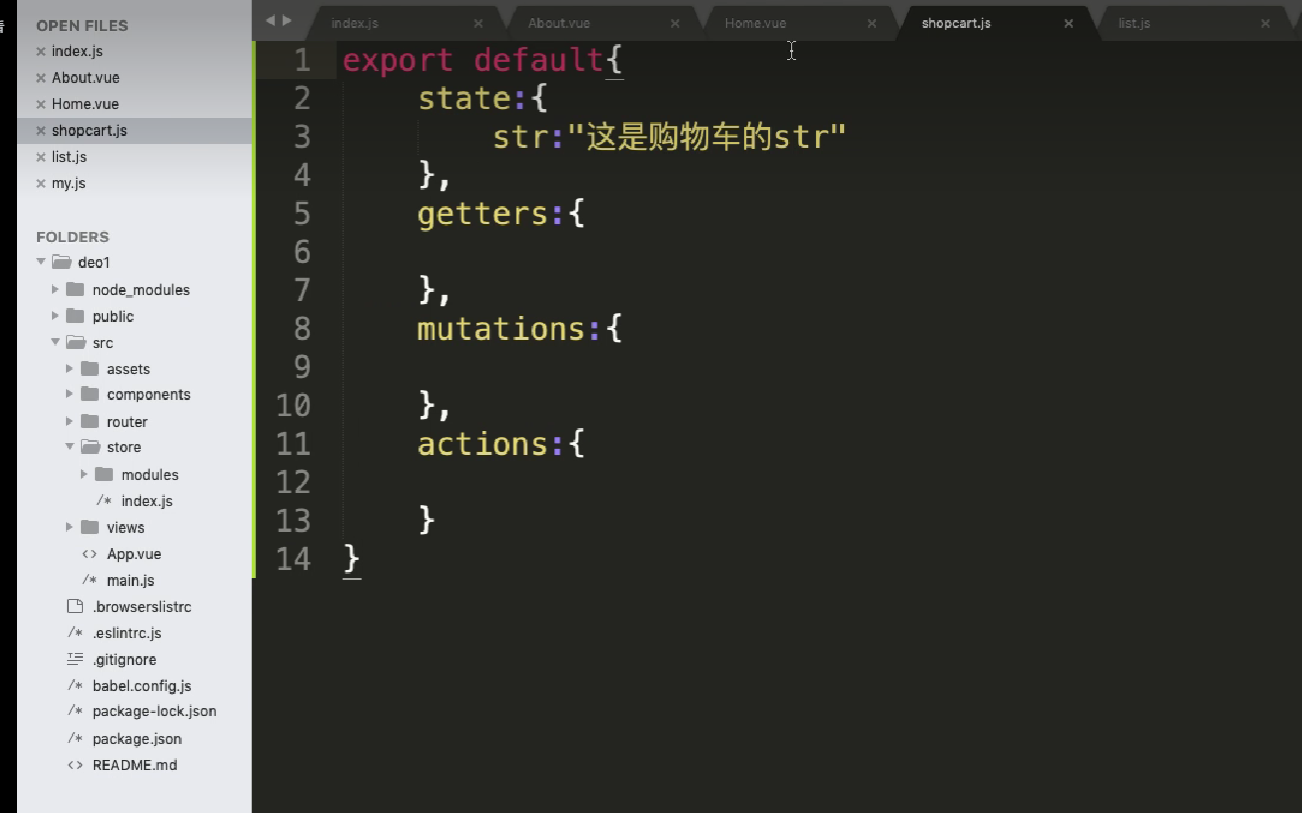 OPEN FILES
index.js
About.vue
Home.vue
shopcart.js
list.js
my.js
FOLDERS
deo1
node_modules
public
src
assets
components
router
store
modules
/* index.js
views
<> App.vue
/* main.js
.browserslistrc
/* .eslintrc.js
.gitignore
/* babel.config.js
/* package-lock.json
/* package.json
<> README.md
index.js
About.vue
Home.vue
shopcart.js
list.js
1 export default{
2 state:{
3 str:"这是购物车的str"
4 },
5 getters:{
6
7 },
8 mutations:{
9
10 },
11 actions:{
12
13 }
14 }